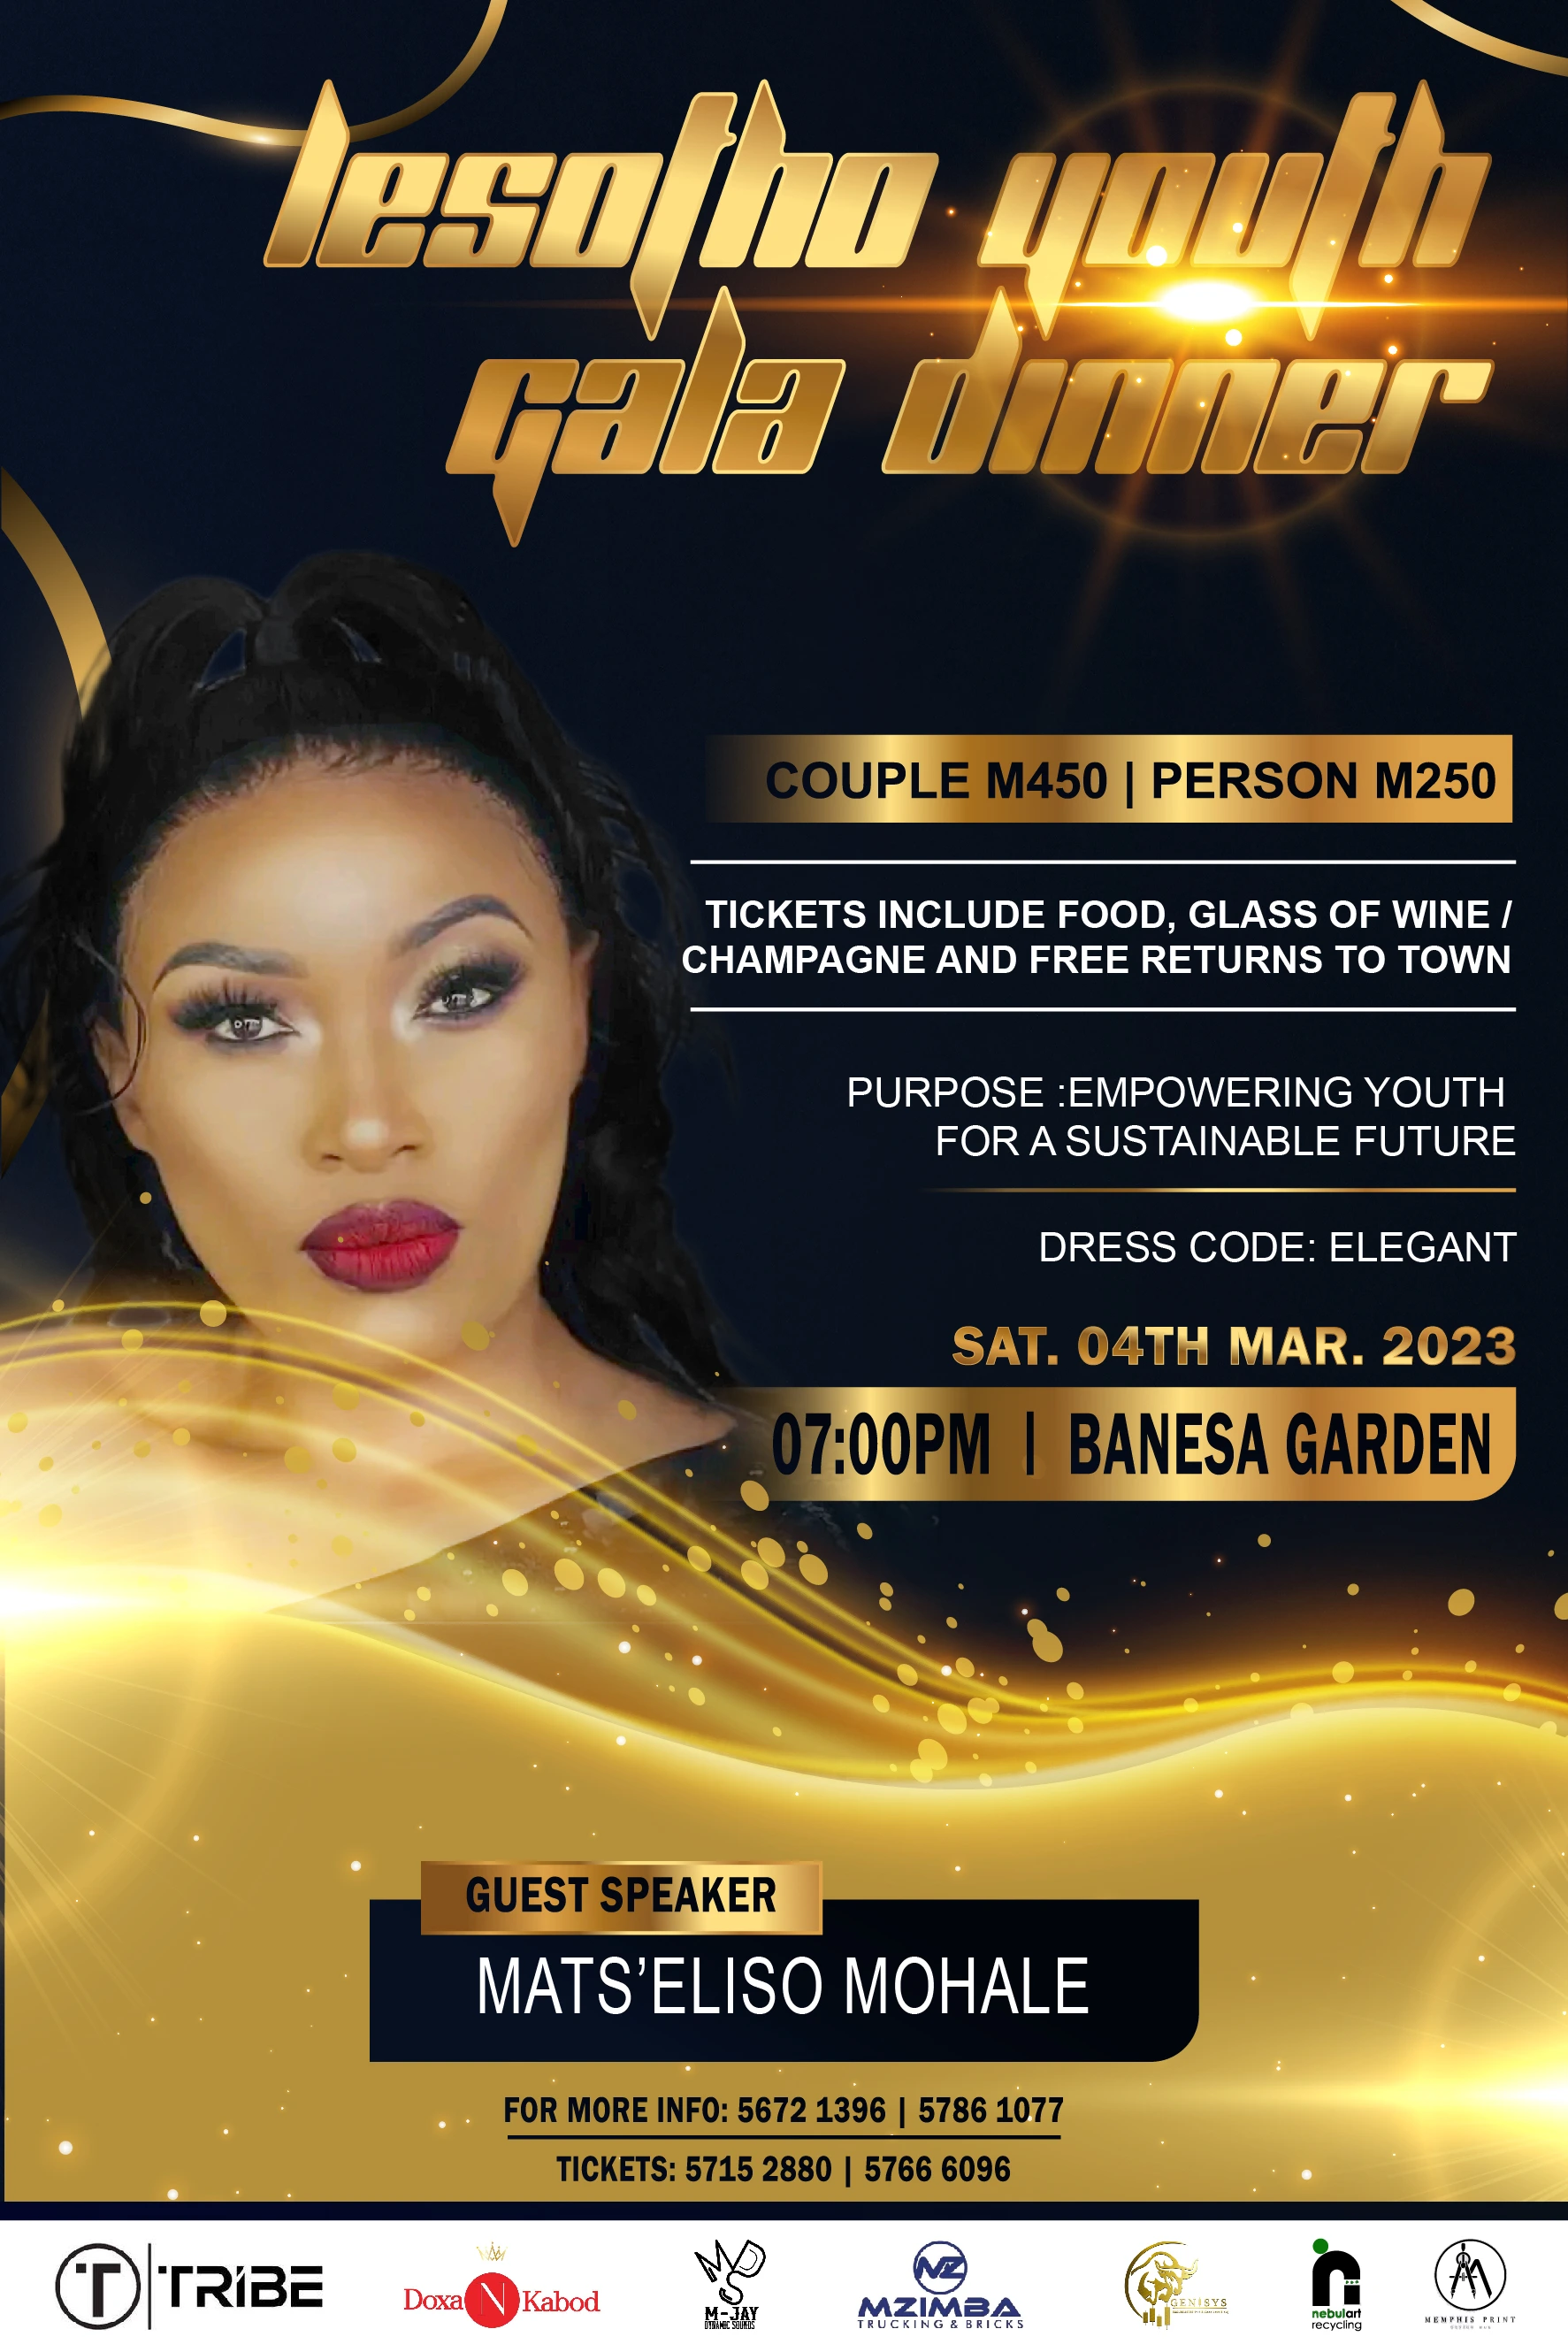 lesotho youth
gala dinner
COUPLE M450 | PERSON M250
TICKETS INCLUDE FOOD, GLASS OF WINE /
CHAMPAGNE AND FREE RETURNS TO TOWN
PURPOSE :EMPOWERING YOUTH
FOR A SUSTAINABLE FUTURE
DRESS CODE: ELEGANT
SAT. 04TH MAR. 2023
07:00PM | BANESA GARDEN
GUEST SPEAKER
MATS’ELISO MOHALE
FOR MORE INFO: 5672 1396 | 5786 1077
TICKETS: 5715 2880 | 5766 6096
T | TRIBE
Doxa N Kabod
M-JAY
DYNAMIC SOUNDS
MZ
MZIMBA
TRUCKING & BRICKS
GENISYS
n
nebulart
recycling
MEMPHIS PRINT